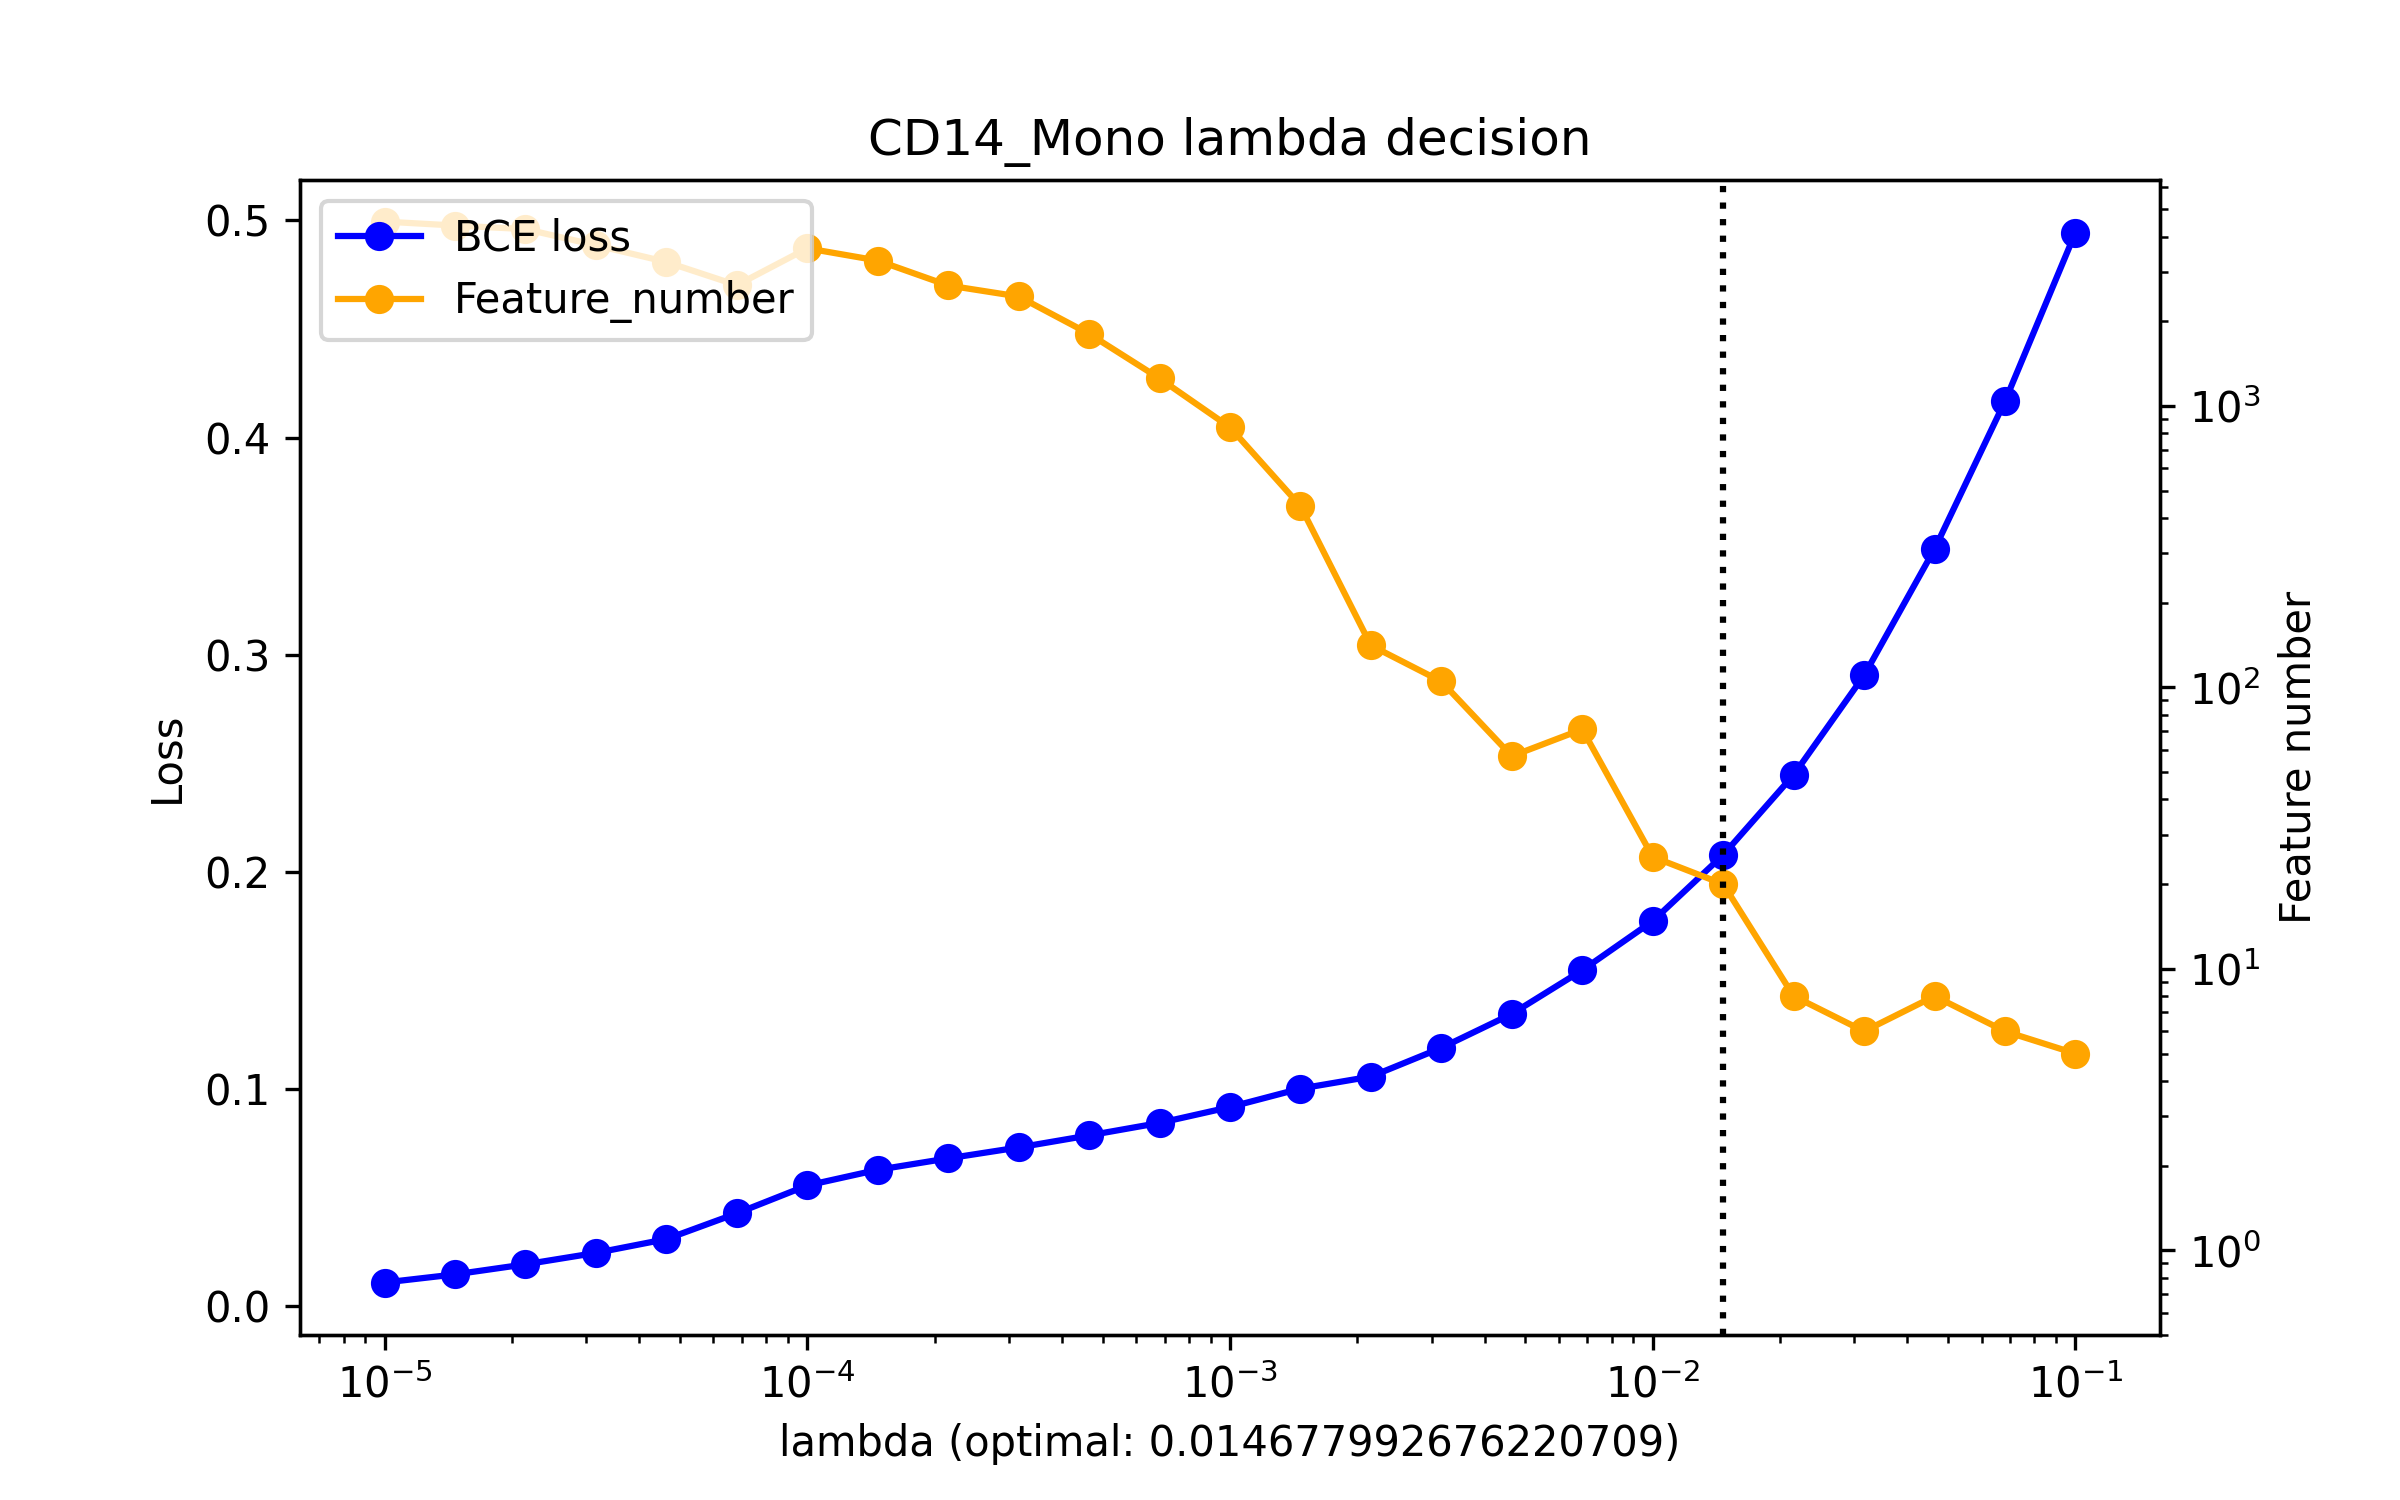 CD14_Mono lambda decision
BCE loss
Feature_number
0.5
0.4
0.3
0.2
0.1
0.0
Loss
10³
10²
10¹
10⁰
Feature number
10⁻⁵ 10⁻⁴ 10⁻³ 10⁻² 10⁻¹
lambda (optimal: 0.014677992676220709)